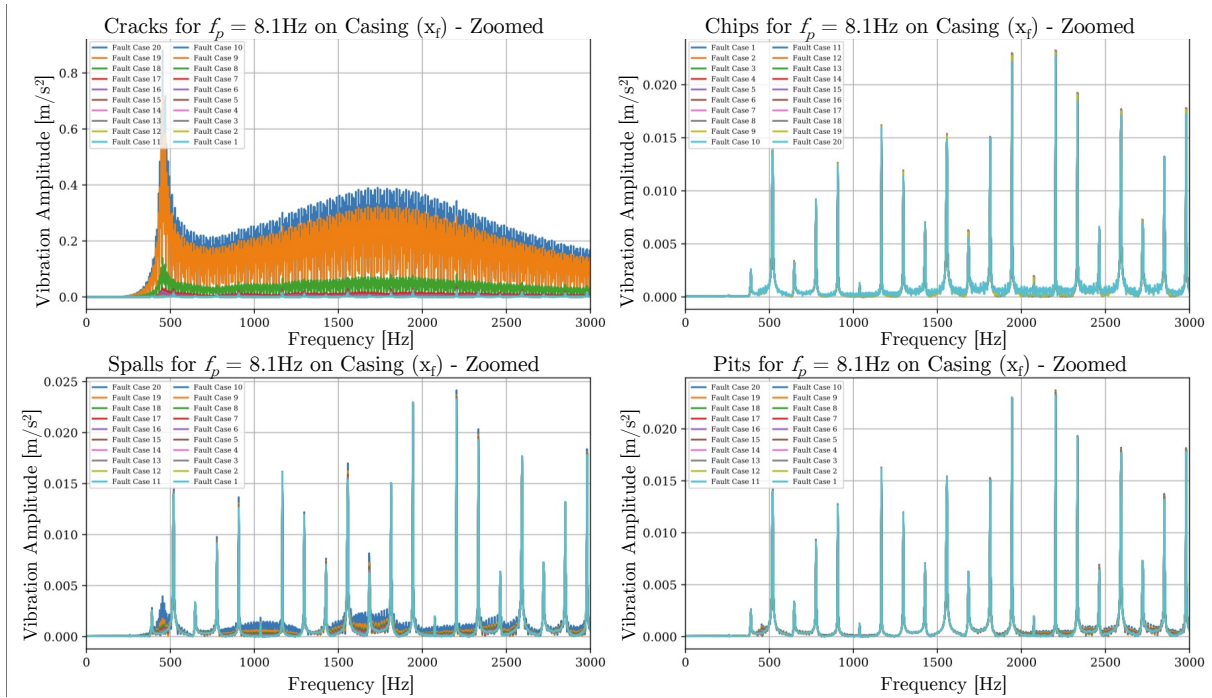 Cracks for f_p = 8.1Hz on Casing (x_f) - Zoomed
Fault Case 20 Fault Case 10
Fault Case 19 Fault Case 9
Fault Case 18 Fault Case 8
Fault Case 17 Fault Case 7
Fault Case 16 Fault Case 6
Fault Case 15 Fault Case 5
Fault Case 14 Fault Case 4
Fault Case 13 Fault Case 3
Fault Case 12 Fault Case 2
Fault Case 11 Fault Case 1
Vibration Amplitude [m/s²]
0.8
0.6
0.4
0.2
0.0
0 500 1000 1500 2000 2500 3000
Frequency [Hz]
Chips for f_p = 8.1Hz on Casing (x_f) - Zoomed
Fault Case 1 Fault Case 11
Fault Case 2 Fault Case 12
Fault Case 3 Fault Case 13
Fault Case 4 Fault Case 14
Fault Case 5 Fault Case 15
Fault Case 6 Fault Case 16
Fault Case 7 Fault Case 17
Fault Case 8 Fault Case 18
Fault Case 9 Fault Case 19
Fault Case 10 Fault Case 20
Vibration Amplitude [m/s²]
0.020
0.015
0.010
0.005
0.000
0 500 1000 1500 2000 2500 3000
Frequency [Hz]
Spalls for f_p = 8.1Hz on Casing (x_f) - Zoomed
Fault Case 20 Fault Case 10
Fault Case 19 Fault Case 9
Fault Case 18 Fault Case 8
Fault Case 17 Fault Case 7
Fault Case 16 Fault Case 6
Fault Case 15 Fault Case 5
Fault Case 14 Fault Case 4
Fault Case 13 Fault Case 3
Fault Case 12 Fault Case 2
Fault Case 11 Fault Case 1
Vibration Amplitude [m/s²]
0.025
0.020
0.015
0.010
0.005
0.000
0 500 1000 1500 2000 2500 3000
Frequency [Hz]
Pits for f_p = 8.1Hz on Casing (x_f) - Zoomed
Fault Case 20 Fault Case 10
Fault Case 19 Fault Case 9
Fault Case 18 Fault Case 8
Fault Case 17 Fault Case 7
Fault Case 16 Fault Case 6
Fault Case 15 Fault Case 5
Fault Case 14 Fault Case 4
Fault Case 13 Fault Case 3
Fault Case 12 Fault Case 2
Fault Case 11 Fault Case 1
Vibration Amplitude [m/s²]
0.020
0.015
0.010
0.005
0.000
0 500 1000 1500 2000 2500 3000
Frequency [Hz]